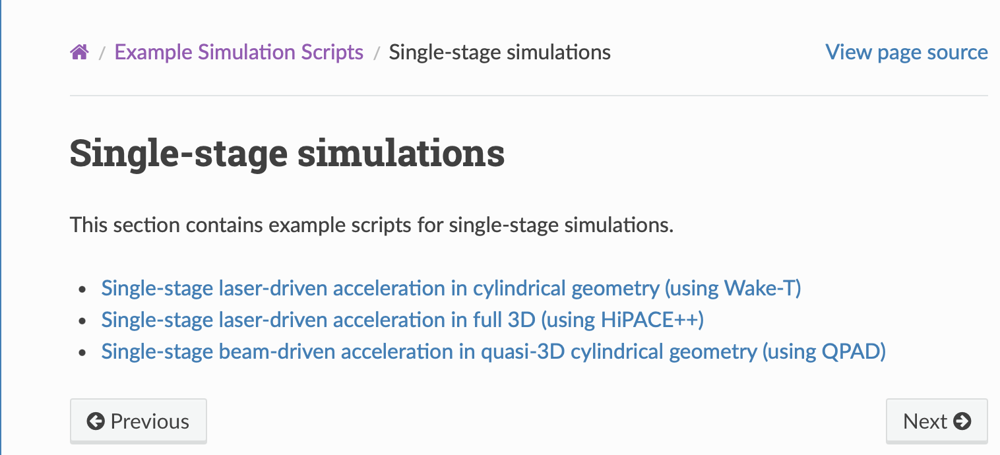 / Example Simulation Scripts / Single-stage simulations View page source
Single-stage simulations
This section contains example scripts for single-stage simulations.
• Single-stage laser-driven acceleration in cylindrical geometry (using Wake-T)
• Single-stage laser-driven acceleration in full 3D (using HiPACE++)
• Single-stage beam-driven acceleration in quasi-3D cylindrical geometry (using QPAD)
Previous Next